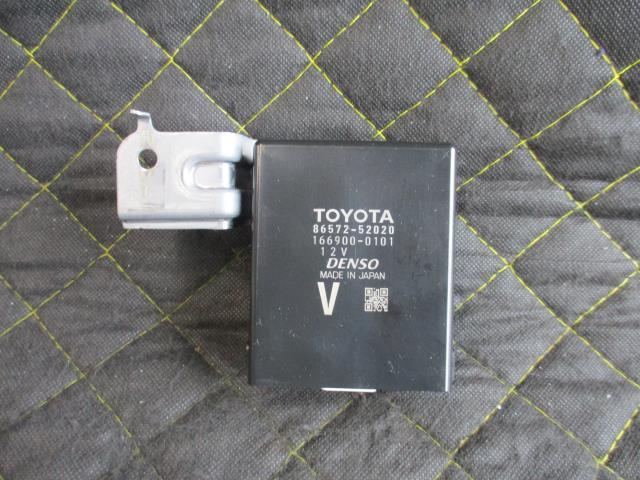 TOYOTA
86572-52020
166900-0101
12V
DENSO
MADE IN JAPAN
V